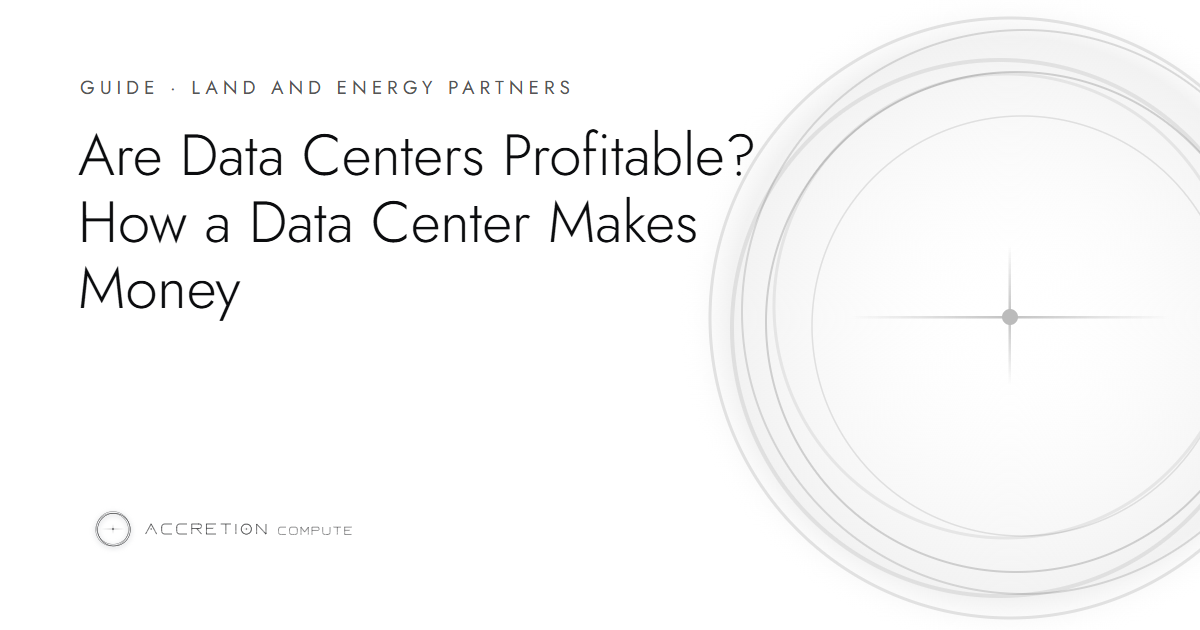 GUIDE · LAND AND ENERGY PARTNERS
Are Data Centers Profitable?
How a Data Center Makes
Money
ACCRETION COMPUTE